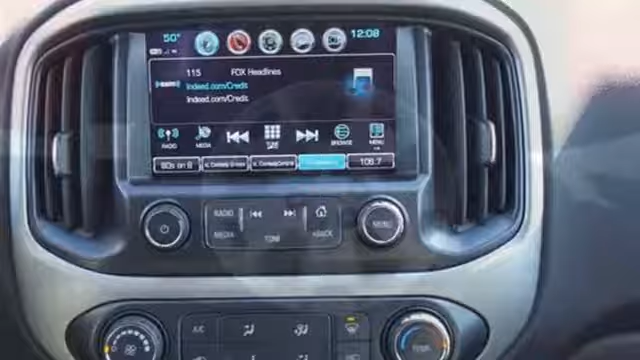 50°
12:08
115 FOX Headlines
Indeed.com/Credit
Indeed.com/Credit
RADIO MEDIA BROWSE MENU
80s on 8 106.7
RADIO MENU
MEDIA TONE BACK
A/C